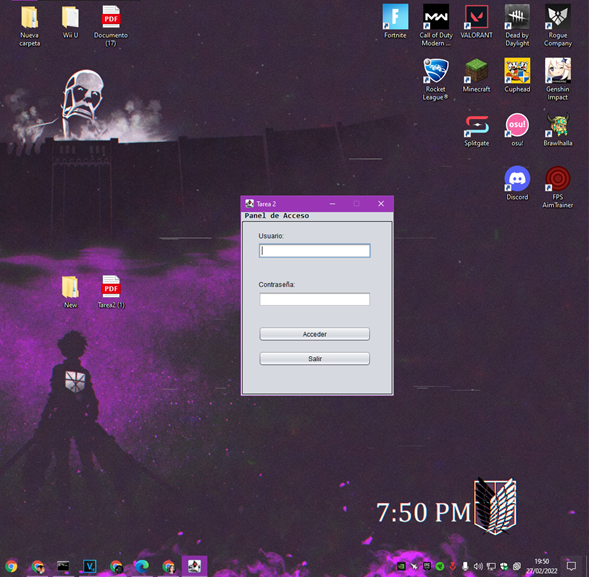 Nueva
carpeta
Wii U
PDF
Documento
(17)
Fortnite
Call of Duty
Modern ...
VALORANT
Dead by
Daylight
Rogue
Company
Rocket
League®
Minecraft
Cuphead
Genshin
Impact
Splitgate
osu!
osu!
Brawlhalla
Discord
FPS
AimTrainer
Tarea 2
Panel de Acceso
Usuario:
Contraseña:
Acceder
Salir
New
PDF
Tarea2 (1)
7:50 PM
19:50
27/02/2022